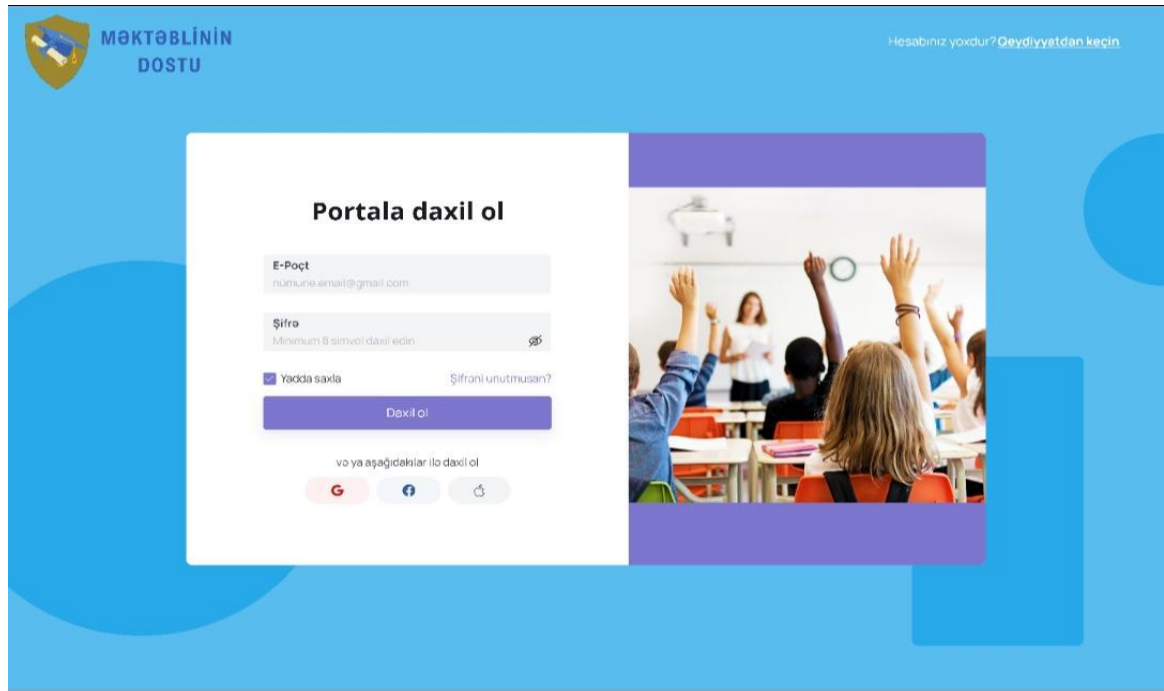 MƏKTƏBLİNİN
DOSTU
Hesabınız yoxdur? Qeydiyyatdan keçin
Portala daxil ol
E-Poçt
nümunə.email@gmail.com
Şifrə
Minimum 8 simvol daxil edin
Yadda saxla
Şifrəni unutmusan?
Daxil ol
və ya aşağıdakılar ilə daxil ol